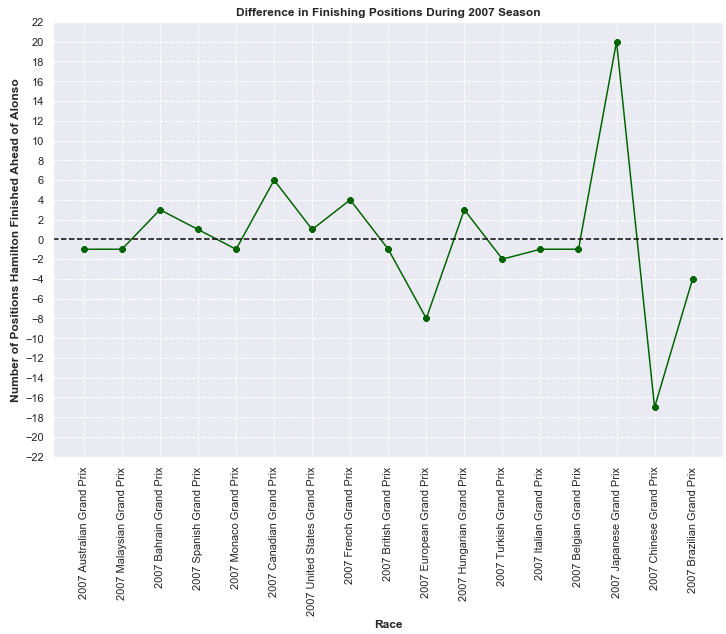 Difference in Finishing Positions During 2007 Season
Number of Positions Hamilton Finished Ahead of Alonso
22
20
18
16
14
12
10
8
6
4
2
0
−2
−4
−6
−8
−10
−12
−14
−16
−18
−20
−22
2007 Australian Grand Prix
2007 Malaysian Grand Prix
2007 Bahrain Grand Prix
2007 Spanish Grand Prix
2007 Monaco Grand Prix
2007 Canadian Grand Prix
2007 United States Grand Prix
2007 French Grand Prix
2007 British Grand Prix
2007 European Grand Prix
2007 Hungarian Grand Prix
2007 Turkish Grand Prix
2007 Italian Grand Prix
2007 Belgian Grand Prix
2007 Japanese Grand Prix
2007 Chinese Grand Prix
2007 Brazilian Grand Prix
Race